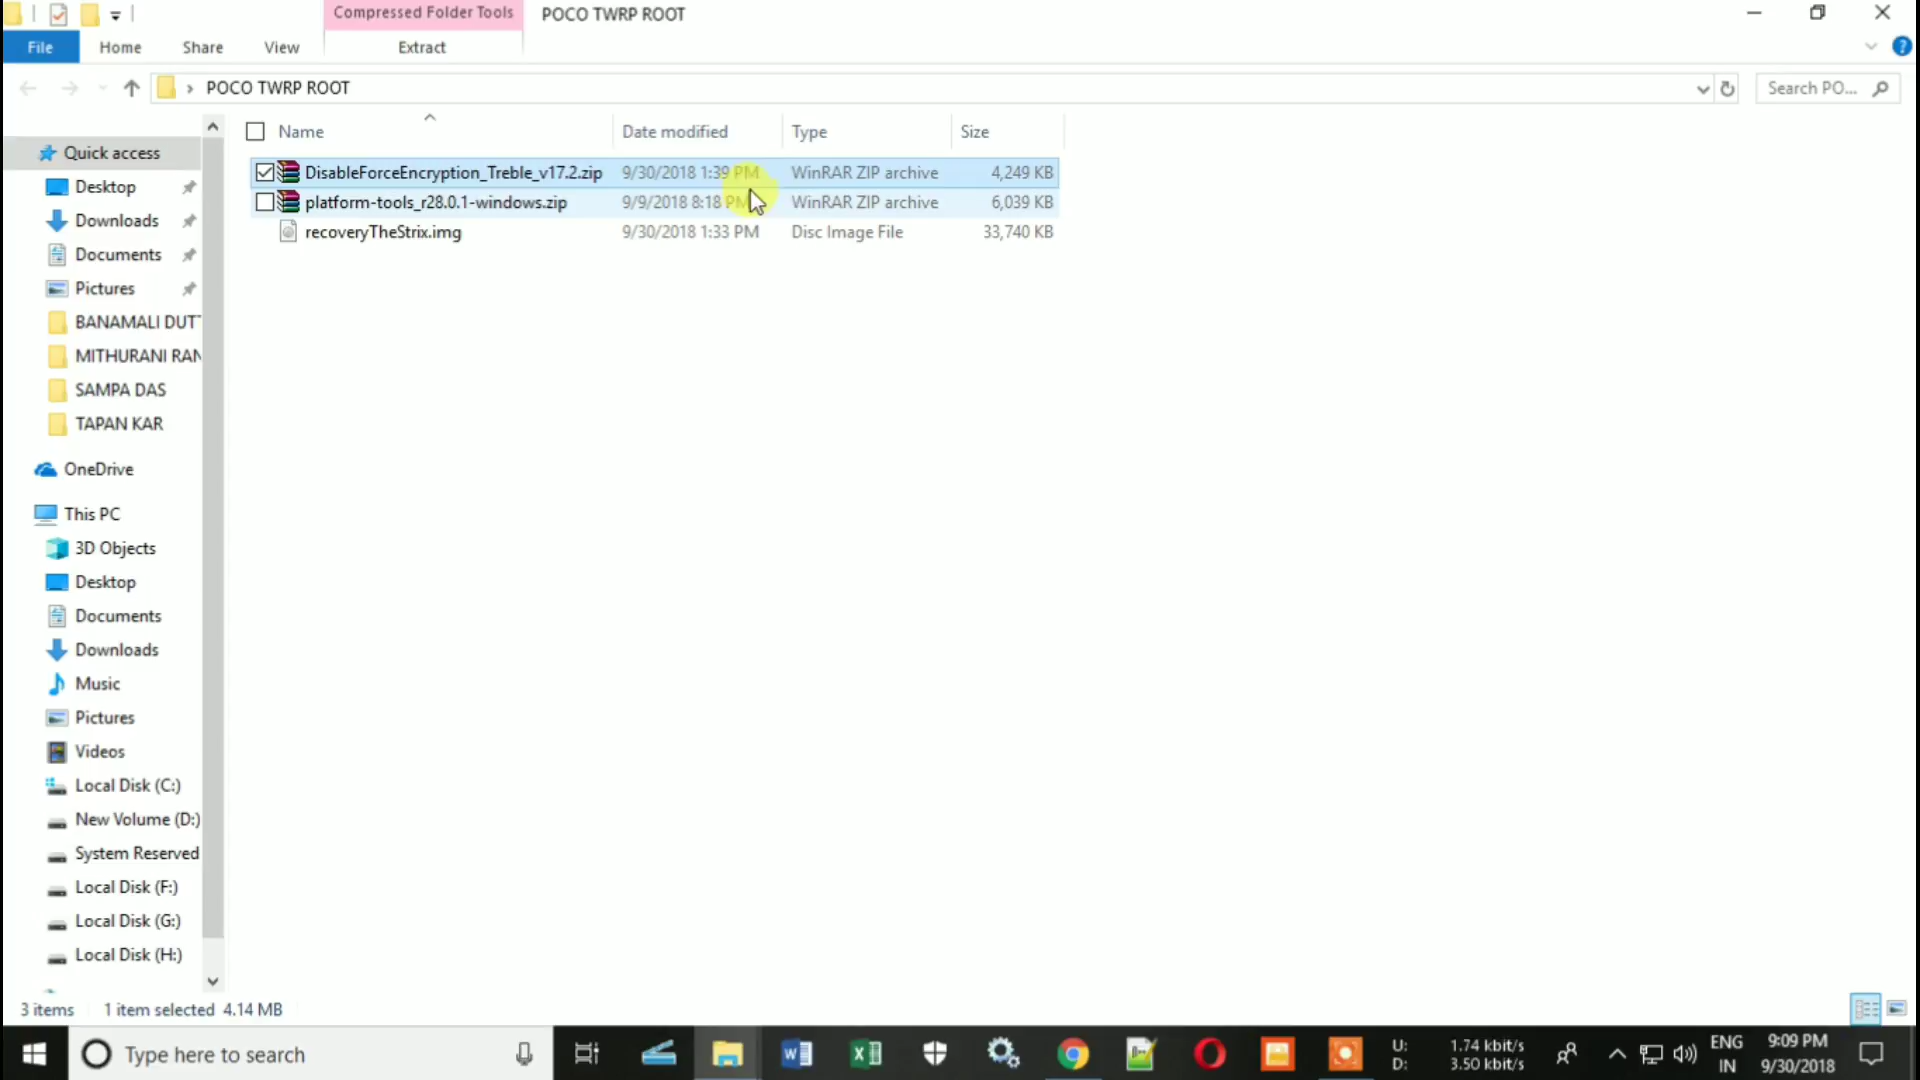 Compressed Folder Tools
POCO TWRP ROOT
File
Home
Share
View
Extract
POCO TWRP ROOT
Search PO...
Name
Date modified
Type
Size
DisableForceEncryption_Treble_v17.2.zip 9/30/2018 1:39 PM WinRAR ZIP archive 4,249 KB
platform-tools_r28.0.1-windows.zip 9/9/2018 8:18 PM WinRAR ZIP archive 6,039 KB
recoveryTheStrix.img 9/30/2018 1:33 PM Disc Image File 33,740 KB
Quick access
Desktop
Downloads
Documents
Pictures
BANAMALI DUT
MITHURANI RAN
SAMPA DAS
TAPAN KAR
OneDrive
This PC
3D Objects
Desktop
Documents
Downloads
Music
Pictures
Videos
Local Disk (C:)
New Volume (D:)
System Reserved
Local Disk (F:)
Local Disk (G:)
Local Disk (H:)
3 items 1 item selected 4.14 MB
Type here to search
U: 1.74 kbit/s
D: 3.50 kbit/s
ENG
IN
9:09 PM
9/30/2018